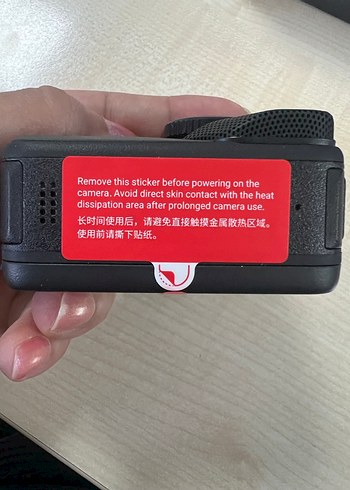 Remove this sticker before powering on the
camera. Avoid direct skin contact with the heat
dissipation area after prolonged camera use.
长时间使用后，请避免直接触摸金属散热区域。
使用前请撕下贴纸。